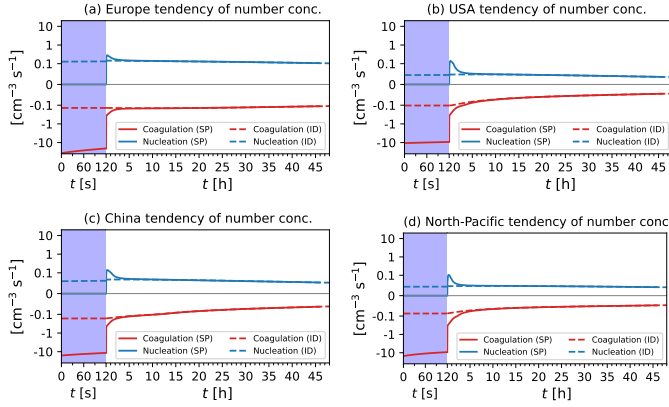 (a) Europe tendency of number conc.
[cm⁻³ s⁻¹]
10
1
0.1
0
-0.1
-1
-10
Coagulation (SP)
Nucleation (SP)
Coagulation (ID)
Nucleation (ID)
0 60 120 5 10 15 20 25 30 35 40 45
t [s]
t [h]
(b) USA tendency of number conc.
[cm⁻³ s⁻¹]
10
1
0.1
0
-0.1
-1
-10
Coagulation (SP)
Nucleation (SP)
Coagulation (ID)
Nucleation (ID)
0 60 120 5 10 15 20 25 30 35 40 45
t [s]
t [h]
(c) China tendency of number conc.
[cm⁻³ s⁻¹]
10
1
0.1
0
-0.1
-1
-10
Coagulation (SP)
Nucleation (SP)
Coagulation (ID)
Nucleation (ID)
0 60 120 5 10 15 20 25 30 35 40 45
t [s]
t [h]
(d) North-Pacific tendency of number conc
[cm⁻³ s⁻¹]
10
1
0.1
0
-0.1
-1
-10
Coagulation (SP)
Nucleation (SP)
Coagulation (ID)
Nucleation (ID)
0 60 120 5 10 15 20 25 30 35 40 45
t [s]
t [h]